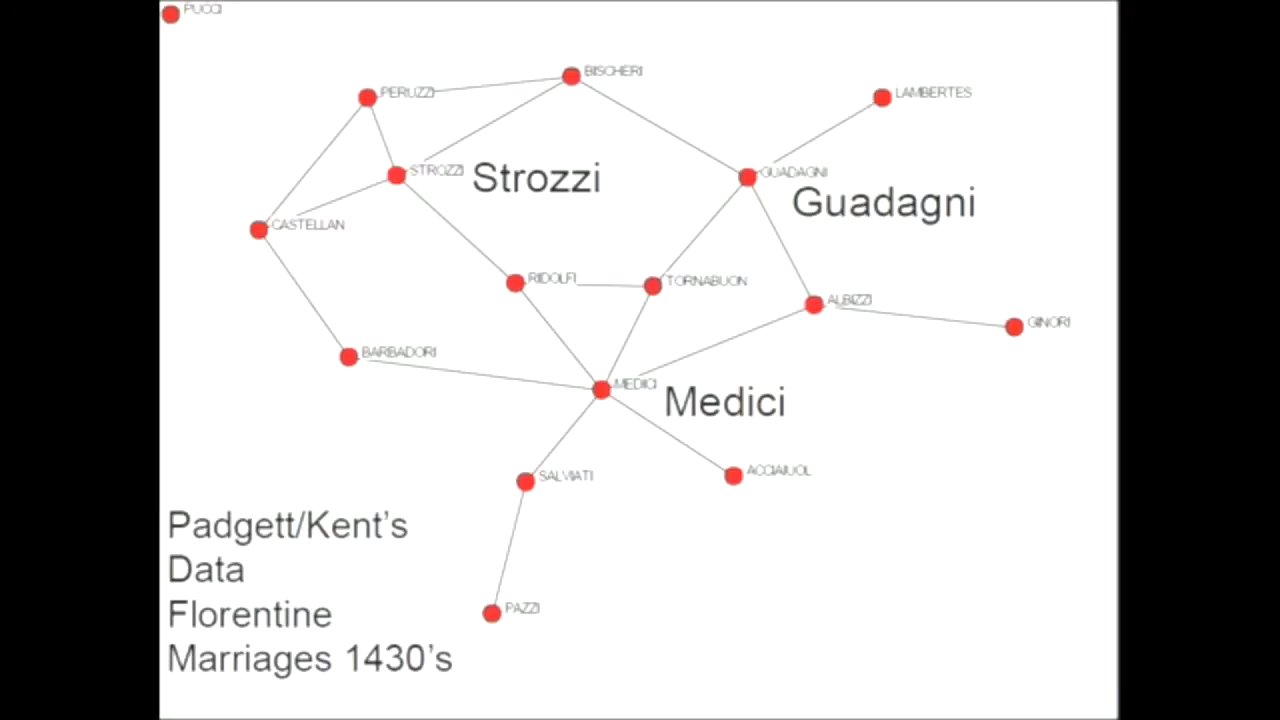 PUCCI
BISCHERI
PERUZZI
LAMBERTES
STROZZI
Strozzi
GUADAGNI
Guadagni
CASTELLAN
RIDOLFI
TORNABUON
ALBIZZI
GINORI
BARBADORI
MEDICI
Medici
SALVIATI
ACCIAIUOL
Padgett/Kent's
Data
Florentine
Marriages 1430's
PAZZI